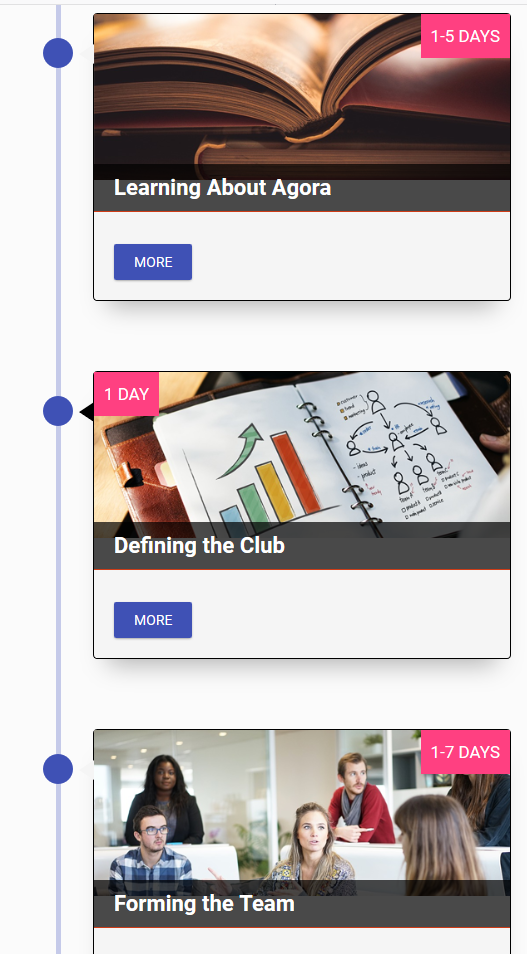 1-5 DAYS
Learning About Agora
MORE
1 DAY
Defining the Club
MORE
1-7 DAYS
Forming the Team